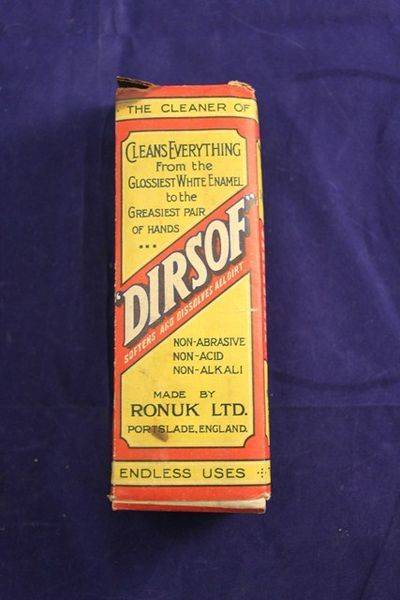 THE CLEANER OF
CLEANS EVERYTHING
From the
GLOSSIEST WHITE ENAMEL
to the
GREASIEST PAIR
OF HANDS
"DIRSOF"
SOFTENS AND DISSOLVES ALL DIRT
NON-ABRASIVE
NON-ACID
NON-ALKALI
MADE BY
RONUK LTD.
PORTSLADE, ENGLAND.
ENDLESS USES